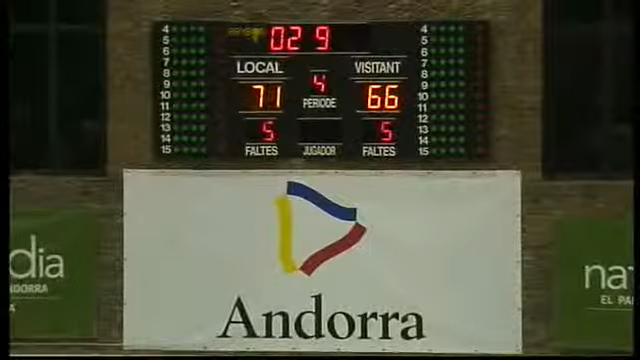 02 9
LOCAL
4
VISITANT
71
PERIODE
66
5
5
FALTES
JUGADOR
FALTES
4
5
6
7
8
9
10
11
12
13
14
15
4
5
6
7
8
9
10
11
12
13
14
15
Andorra
dia
ANDORRA
na
EL PA